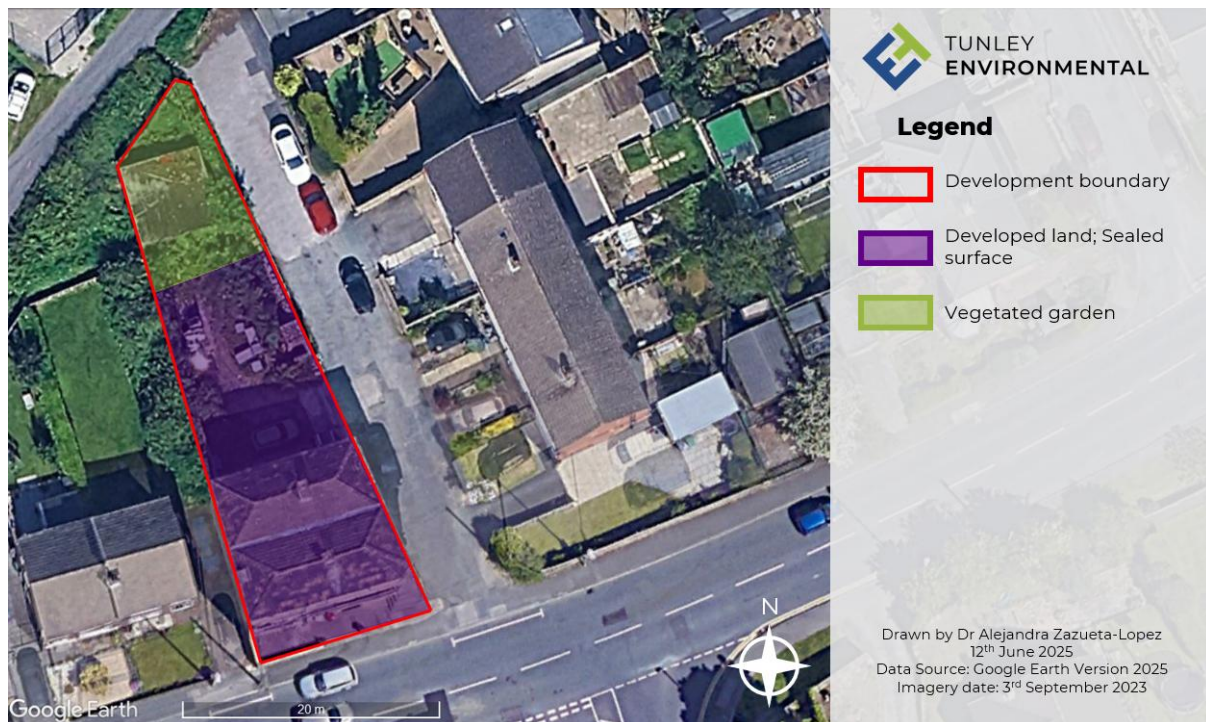 TUNLEY
ENVIRONMENTAL
Legend
Development boundary
Developed land; Sealed
surface
Vegetated garden
N
Drawn by Dr Alejandra Zazueta-Lopez
12th June 2025
Data Source: Google Earth Version 2025
Imagery date: 3rd September 2023
Google Earth
20 m